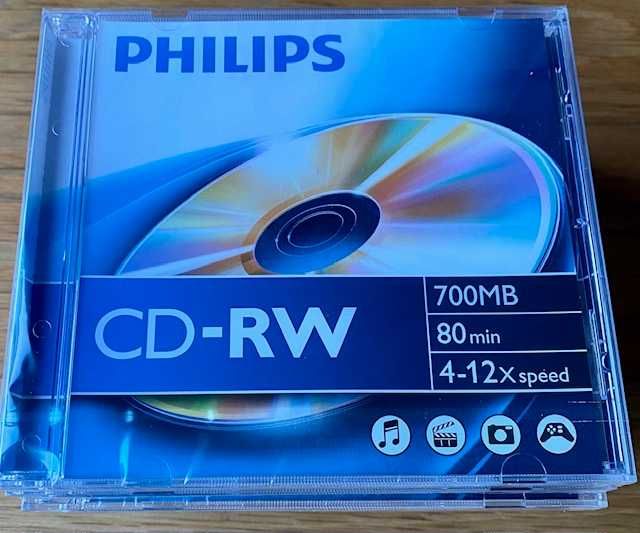 PHILIPS
CD-RW
700MB
80 min
4-12x speed